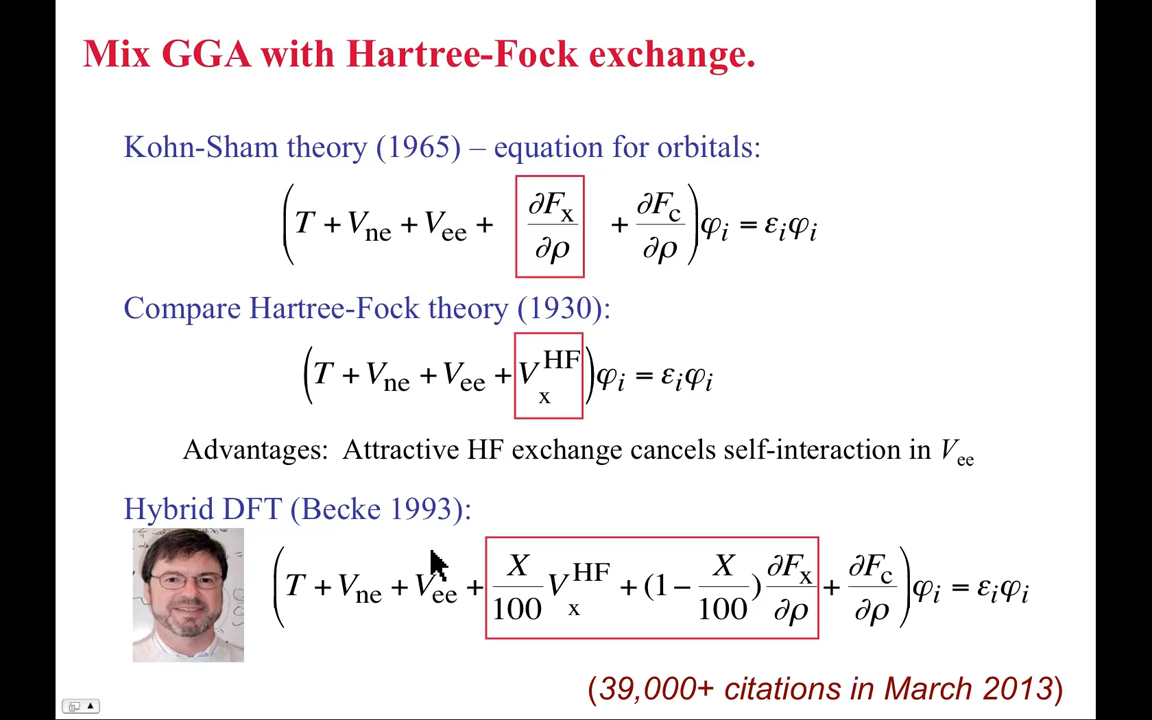 Mix GGA with Hartree-Fock exchange.
Kohn-Sham theory (1965) – equation for orbitals:
(T + V_ne + V_ee + ∂F_x/∂ρ + ∂F_c/∂ρ)φ_i = ε_iφ_i
Compare Hartree-Fock theory (1930):
(T + V_ne + V_ee + V_x^HF)φ_i = ε_iφ_i
Advantages: Attractive HF exchange cancels self-interaction in V_ee
Hybrid DFT (Becke 1993):
(T + V_ne + V_ee + X/100 V_x^HF + (1 − X/100) ∂F_x/∂ρ + ∂F_c/∂ρ)φ_i = ε_iφ_i
(39,000+ citations in March 2013)